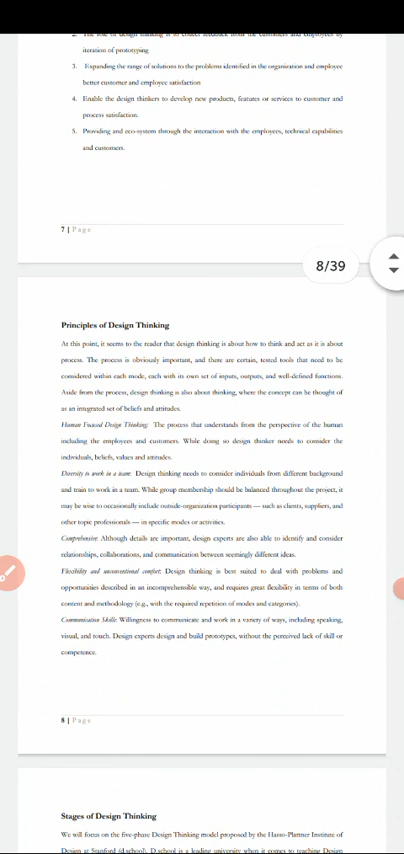 2. The role of design thinking is to collect feedback from the customers and employees by
iteration of prototyping
3. Expanding the range of solutions to the problems identified in the organization and employee
better customer and employee satisfaction
4. Enable the design thinkers to develop new products, features or services to customer and
process satisfaction.
5. Providing and eco-system through the interaction with the employees, technical capabilities
and customers.
7 | Page
8/39
Principles of Design Thinking
At this point, it seems to the reader that design thinking is about how to think and act as it is about
process. The process is obviously important, and there are certain, tested tools that need to be
considered within each mode, each with its own set of inputs, outputs, and well-defined functions.
Aside from the process, design thinking is also about thinking, where the concept can be thought of
as an integrated set of beliefs and attitudes.
Human Focused Design Thinking: The process that understands from the perspective of the human
including the employees and customers. While doing so design thinker needs to consider the
individuals, beliefs, values and attitudes.
Diversity to work in a team: Design thinking needs to consider individuals from different background
and train to work in a team. While group membership should be balanced throughout the project, it
may be wise to occasionally include outside-organization participants — such as clients, suppliers, and
other topic professionals — in specific modes or activities.
Comprehensive: Although details are important, design experts are also able to identify and consider
relationships, collaborations, and communication between seemingly different ideas.
Flexibility and unconventional comfort: Design thinking is best suited to deal with problems and
opportunities described in an incomprehensible way, and requires great flexibility in terms of both
content and methodology (e.g., with the required repetition of modes and categories).
Communication Skills: Willingness to communicate and work in a variety of ways, including speaking,
visual, and touch. Design experts design and build prototypes, without the perceived lack of skill or
competence.
8 | Page
Stages of Design Thinking
We will focus on the five-phase Design Thinking model proposed by the Hasso-Plattner Institute of
Design at Stanford (d.school). D.school is a leading university when it comes to teaching Design